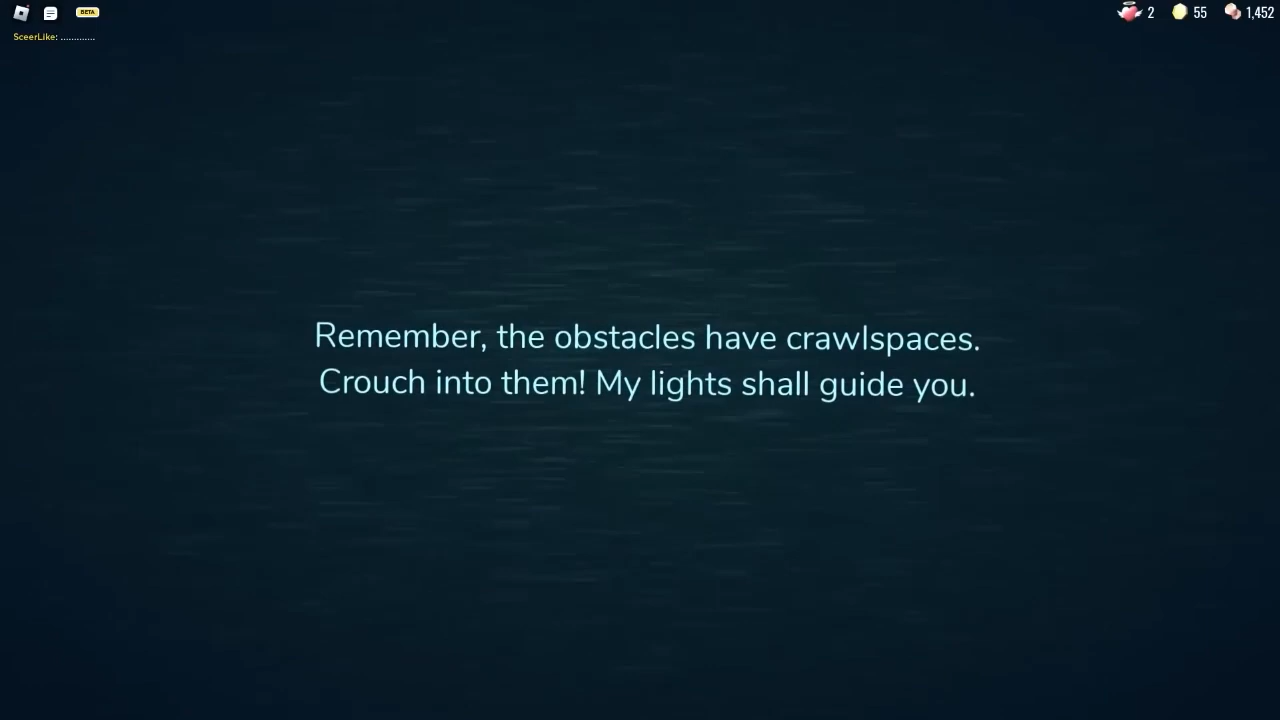 BETA
2
55
1,452
SceerLike: .............
Remember, the obstacles have crawlspaces.
Crouch into them! My lights shall guide you.